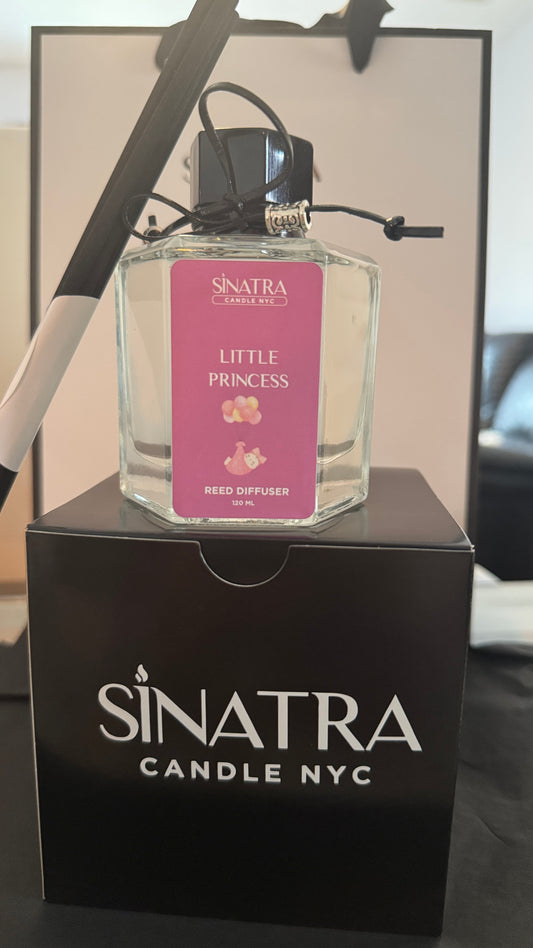 SINATRA
CANDLE NYC
LITTLE
PRINCESS
REED DIFFUSER
120 ML
SINATRA
CANDLE NYC